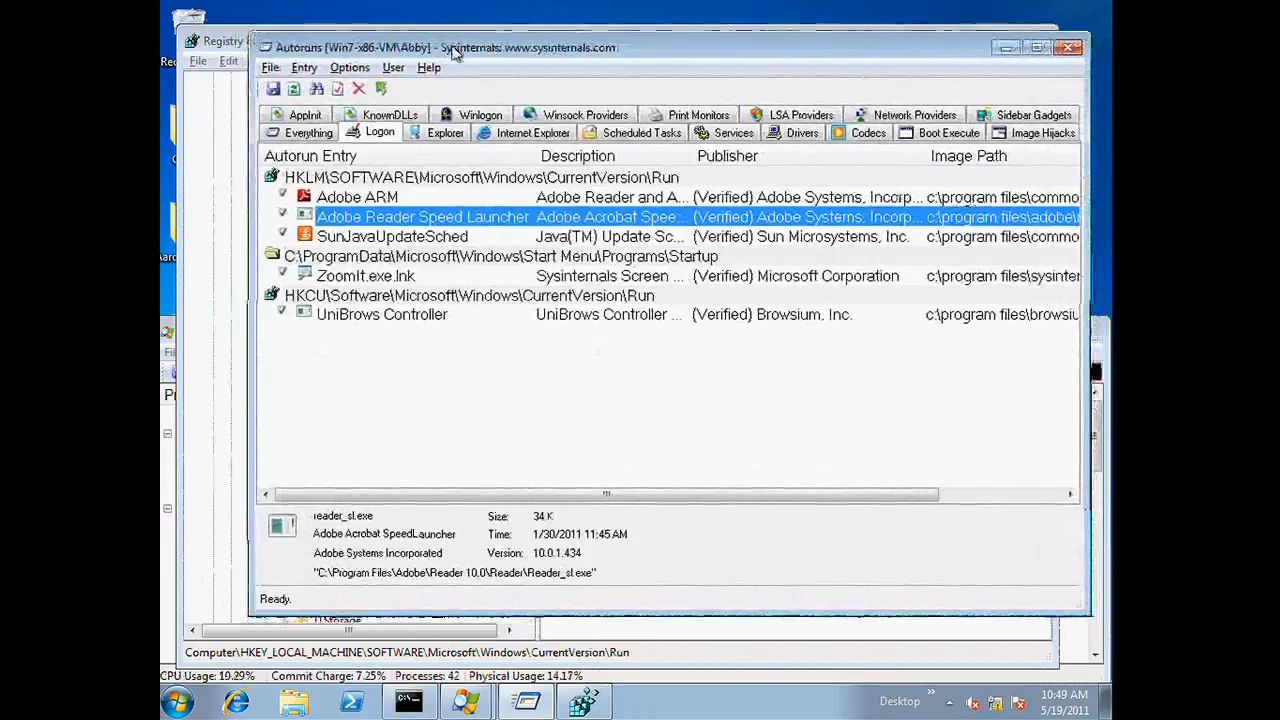 Rec
Registry
Autoruns [Win7-x86-VM\Abby] - Sysinternals: www.sysinternals.com
File Edit
File Entry Options User Help
AppInit KnownDLLs Winlogon Winsock Providers Print Monitors LSA Providers Network Providers Sidebar Gadgets
Everything Logon Explorer Internet Explorer Scheduled Tasks Services Drivers Codecs Boot Execute Image Hijacks
Autorun Entry Description Publisher Image Path
HKLM\SOFTWARE\Microsoft\Windows\CurrentVersion\Run
Adobe ARM Adobe Reader and A... (Verified) Adobe Systems, Incorp... c:\program files\commo
Adobe Reader Speed Launcher Adobe Acrobat Spee... (Verified) Adobe Systems, Incorp... c:\program files\adobe\r
SunJavaUpdateSched Java(TM) Update Sc... (Verified) Sun Microsystems, Inc. c:\program files\commo
C:\ProgramData\Microsoft\Windows\Start Menu\Programs\Startup
ZoomIt.exe.lnk Sysinternals Screen ... (Verified) Microsoft Corporation c:\program files\sysinter
HKCU\Software\Microsoft\Windows\CurrentVersion\Run
UniBrows Controller UniBrows Controller ... (Verified) Browsium, Inc. c:\program files\browsiu
reader_sl.exe Size: 34 K
Adobe Acrobat SpeedLauncher Time: 1/30/2011 11:45 AM
Adobe Systems Incorporated Version: 10.0.1.434
"C:\Program Files\Adobe\Reader 10.0\Reader\Reader_sl.exe"
Ready.
Computer\HKEY_LOCAL_MACHINE\SOFTWARE\Microsoft\Windows\CurrentVersion\Run
CPU Usage: 10.29% Commit Charge: 7.25% Processes: 42 Physical Usage: 14.17%
Desktop »
10:49 AM
5/19/2011